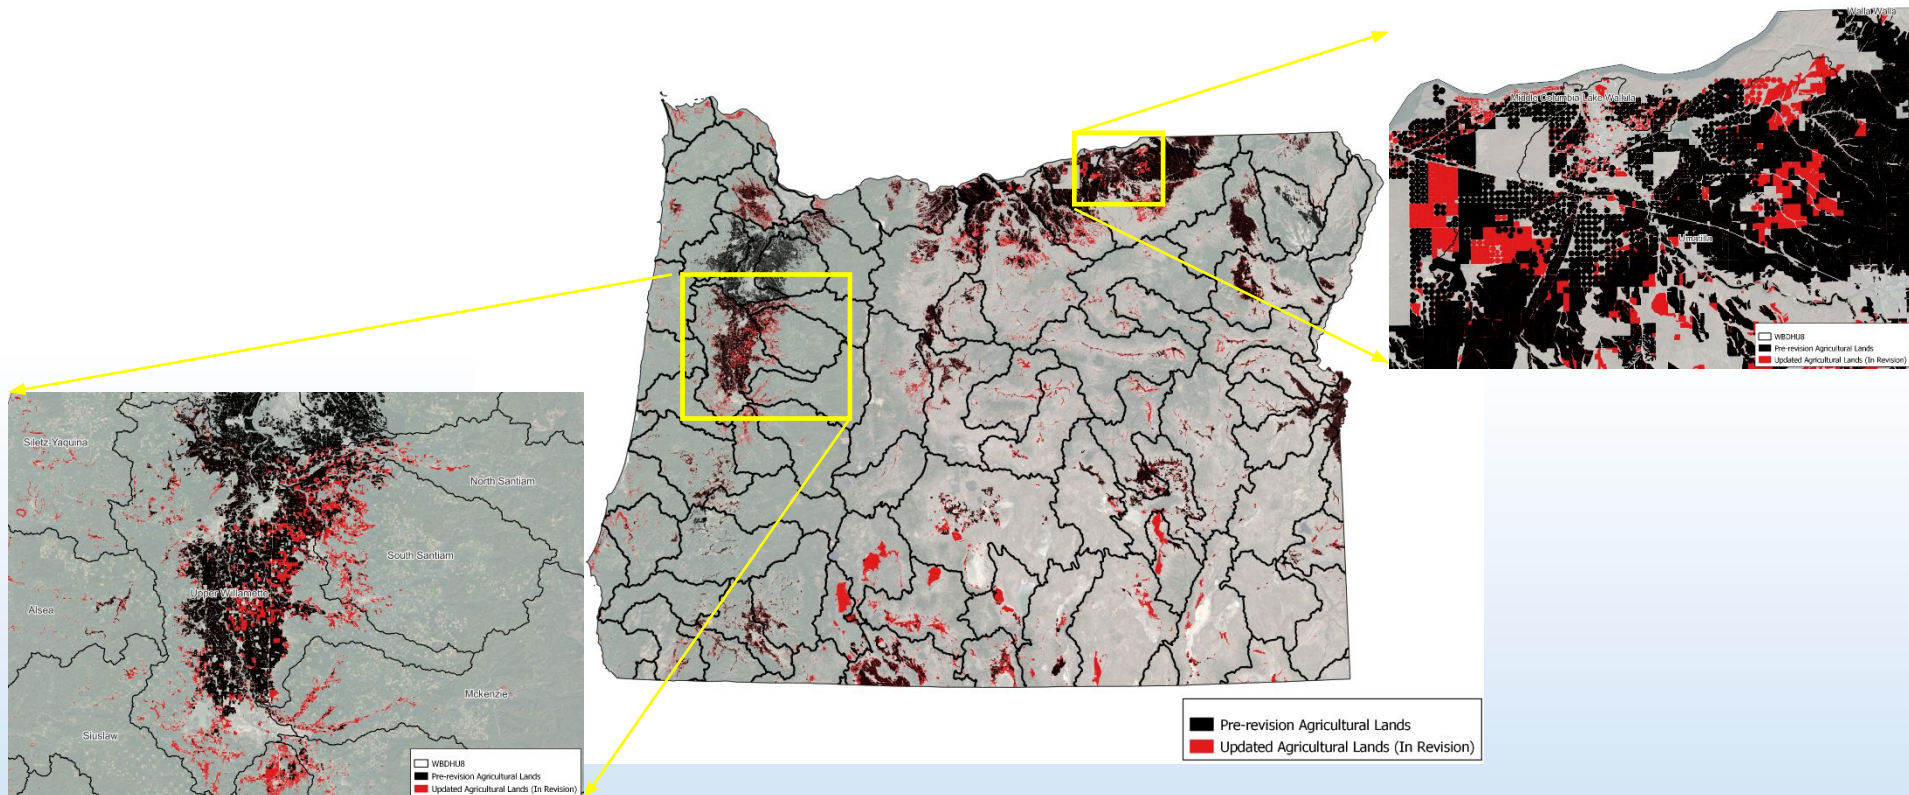 Walla Walla
Middle Columbia-Lake Wallula
Umatilla
WBDHU8
Pre-revision Agricultural Lands
Updated Agricultural Lands (In Revision)
Siletz-Yaquina
North Santiam
South Santiam
Upper Willamette
Alsea
Mckenzie
Siuslaw
WBDHU8
Pre-revision Agricultural Lands
Updated Agricultural Lands (In Revision)
Pre-revision Agricultural Lands
Updated Agricultural Lands (In Revision)